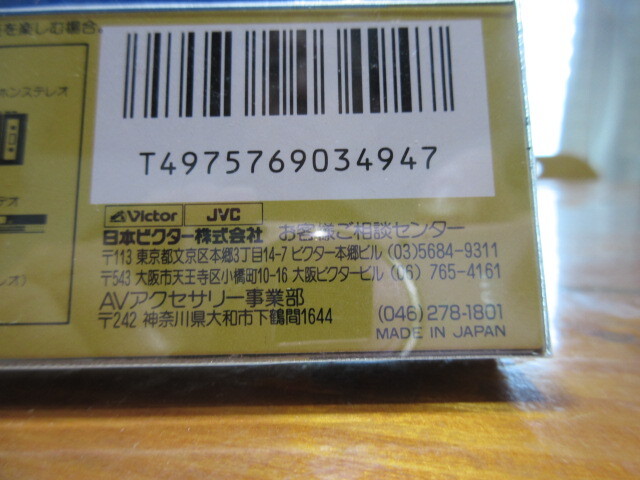 を楽しむ場合。
ホンステレオ
T4975769034947
テオ
レオ)
Victor JVC
日本ビクター株式会社 お客様ご相談センター
〒113 東京都文京区本郷3丁目14-7 ビクター本郷ビル (03)5684-9311
〒543 大阪市天王寺区小橋町10-16 大阪ビクタービル (06) 765-4161
AVアクセサリー事業部
〒242 神奈川県大和市下鶴間1644 (046)278-1801
MADE IN JAPAN